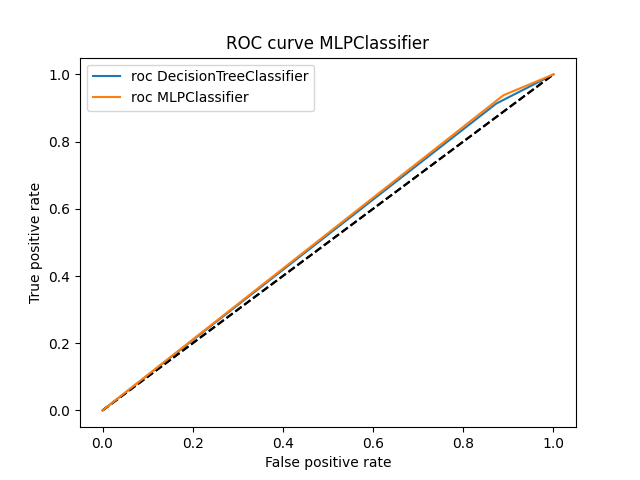 ROC curve MLPClassifier
roc DecisionTreeClassifier
roc MLPClassifier
True positive rate
1.0
0.8
0.6
0.4
0.2
0.0
0.0 0.2 0.4 0.6 0.8 1.0
False positive rate